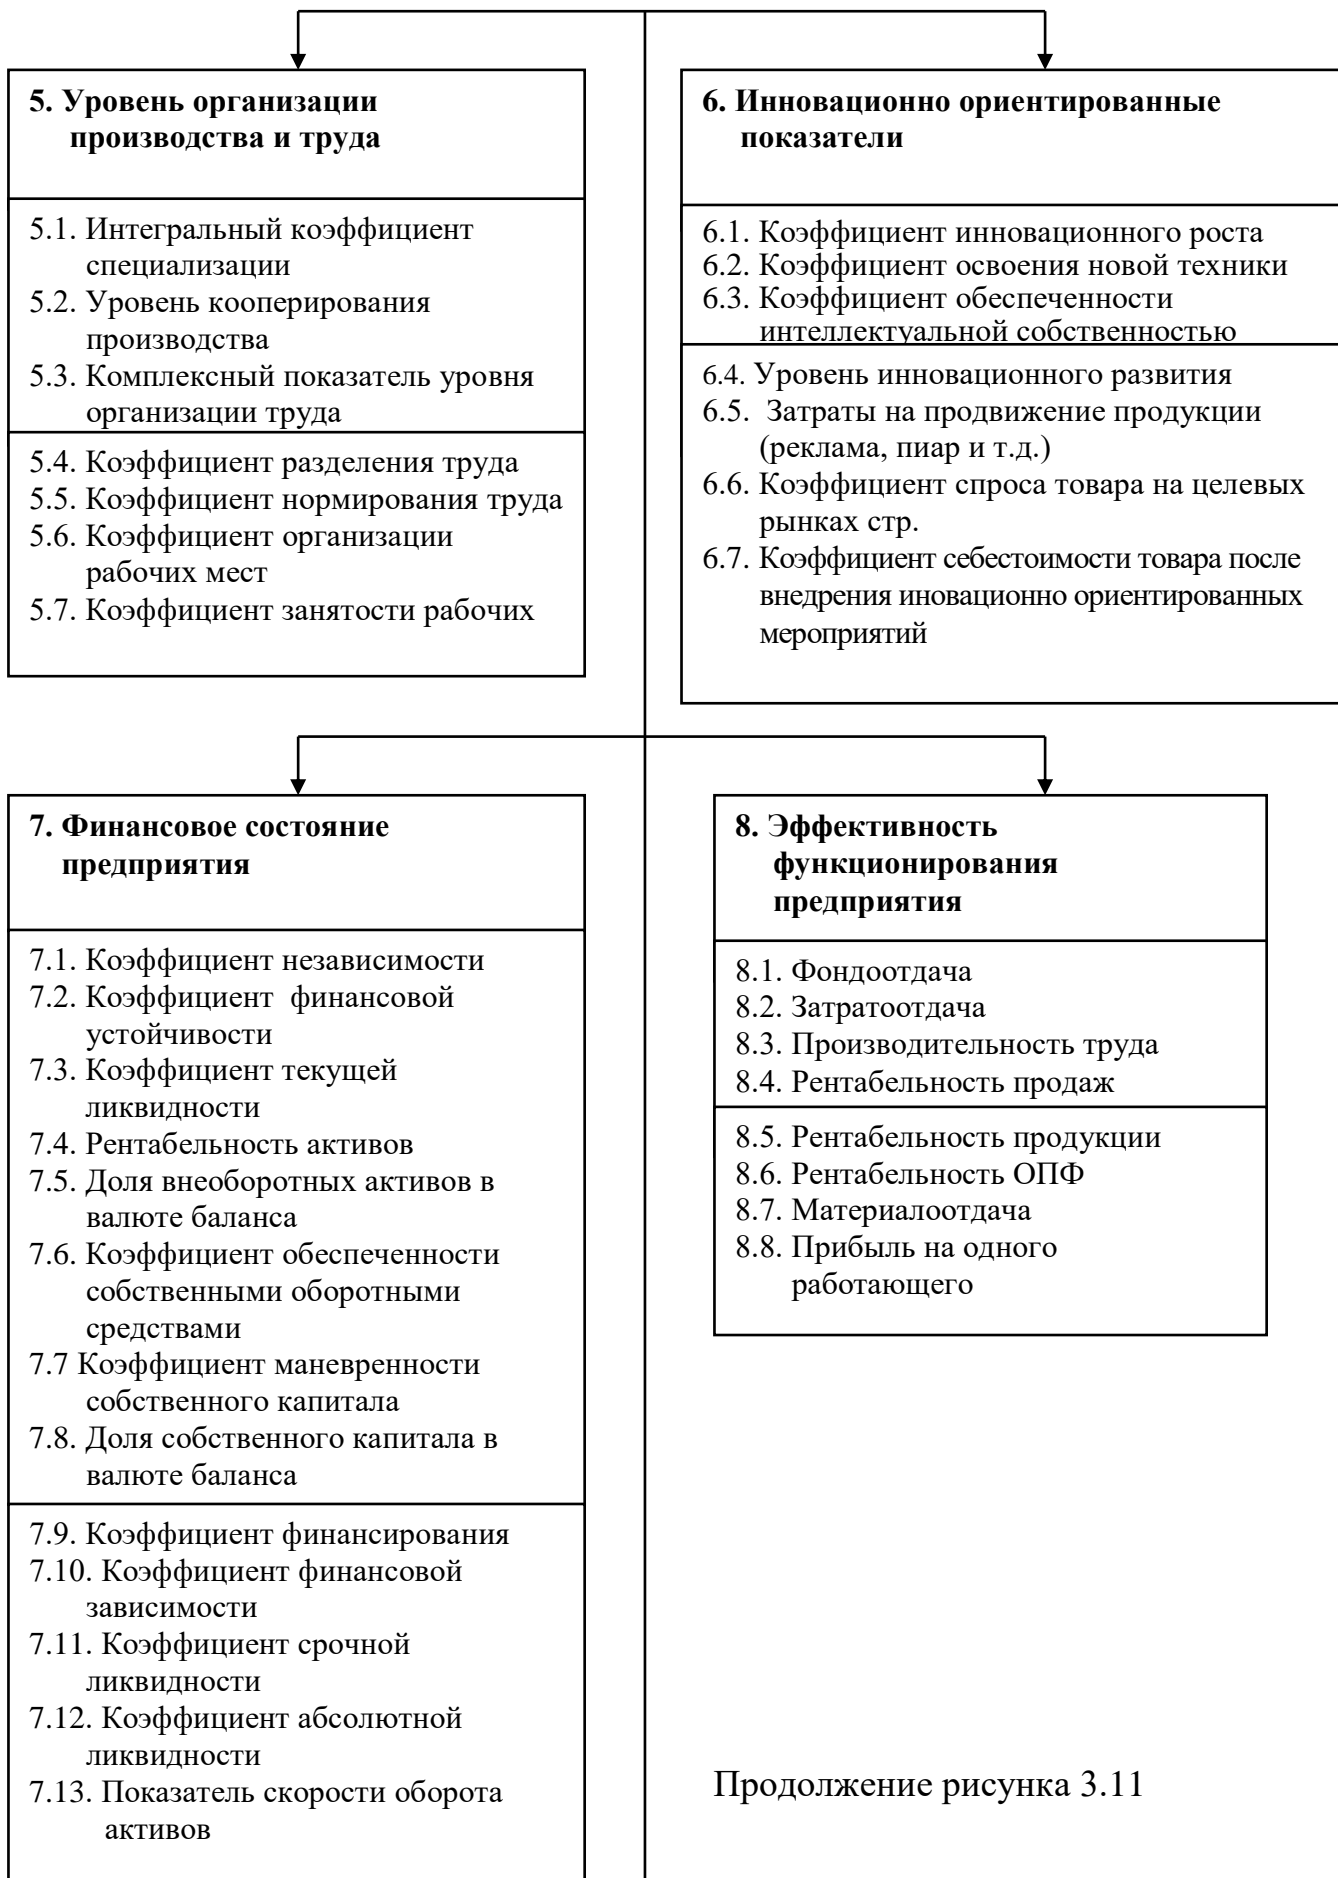 5. Уровень организации
производства и труда
5.1. Интегральный коэффициент
специализации
5.2. Уровень кооперирования
производства
5.3. Комплексный показатель уровня
организации труда
5.4. Коэффициент разделения труда
5.5. Коэффициент нормирования труда
5.6. Коэффициент организации
рабочих мест
5.7. Коэффициент занятости рабочих
6. Инновационно ориентированные
показатели
6.1. Коэффициент инновационного роста
6.2. Коэффициент освоения новой техники
6.3. Коэффициент обеспеченности
интеллектуальной собственностью
6.4. Уровень инновационного развития
6.5. Затраты на продвижение продукции
(реклама, пиар и т.д.)
6.6. Коэффициент спроса товара на целевых
рынках стр.
6.7. Коэффициент себестоимости товара после
внедрения иновационно ориентированных
мероприятий
7. Финансовое состояние
предприятия
7.1. Коэффициент независимости
7.2. Коэффициент финансовой
устойчивости
7.3. Коэффициент текущей
ликвидности
7.4. Рентабельность активов
7.5. Доля внеоборотных активов в
валюте баланса
7.6. Коэффициент обеспеченности
собственными оборотными
средствами
7.7 Коэффициент маневренности
собственного капитала
7.8. Доля собственного капитала в
валюте баланса
7.9. Коэффициент финансирования
7.10. Коэффициент финансовой
зависимости
7.11. Коэффициент срочной
ликвидности
7.12. Коэффициент абсолютной
ликвидности
7.13. Показатель скорости оборота
активов
8. Эффективность
функционирования
предприятия
8.1. Фондоотдача
8.2. Затратоотдача
8.3. Производительность труда
8.4. Рентабельность продаж
8.5. Рентабельность продукции
8.6. Рентабельность ОПФ
8.7. Материалоотдача
8.8. Прибыль на одного
работающего
Продолжение рисунка 3.11